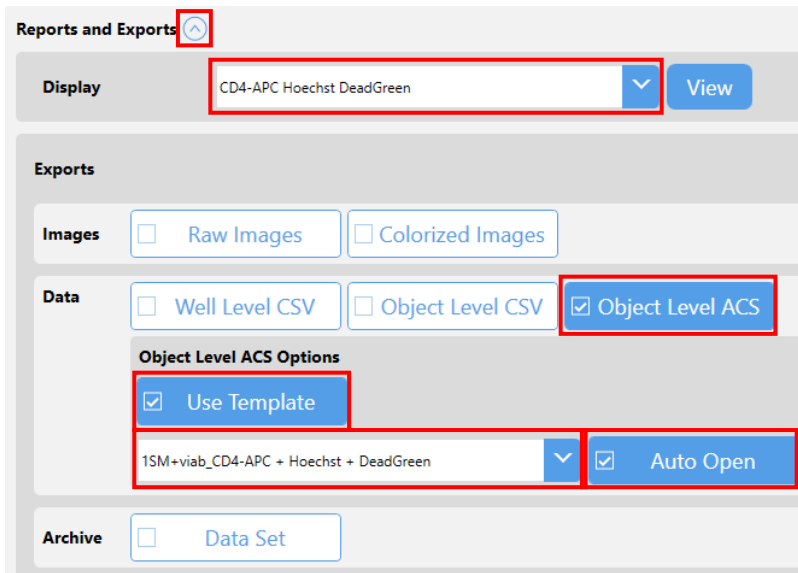 Reports and Exports
Display
CD4-APC Hoechst DeadGreen
View
Exports
Images
Raw Images
Colorized Images
Data
Well Level CSV
Object Level CSV
Object Level ACS
Object Level ACS Options
Use Template
1SM+viab_CD4-APC + Hoechst + DeadGreen
Auto Open
Archive
Data Set